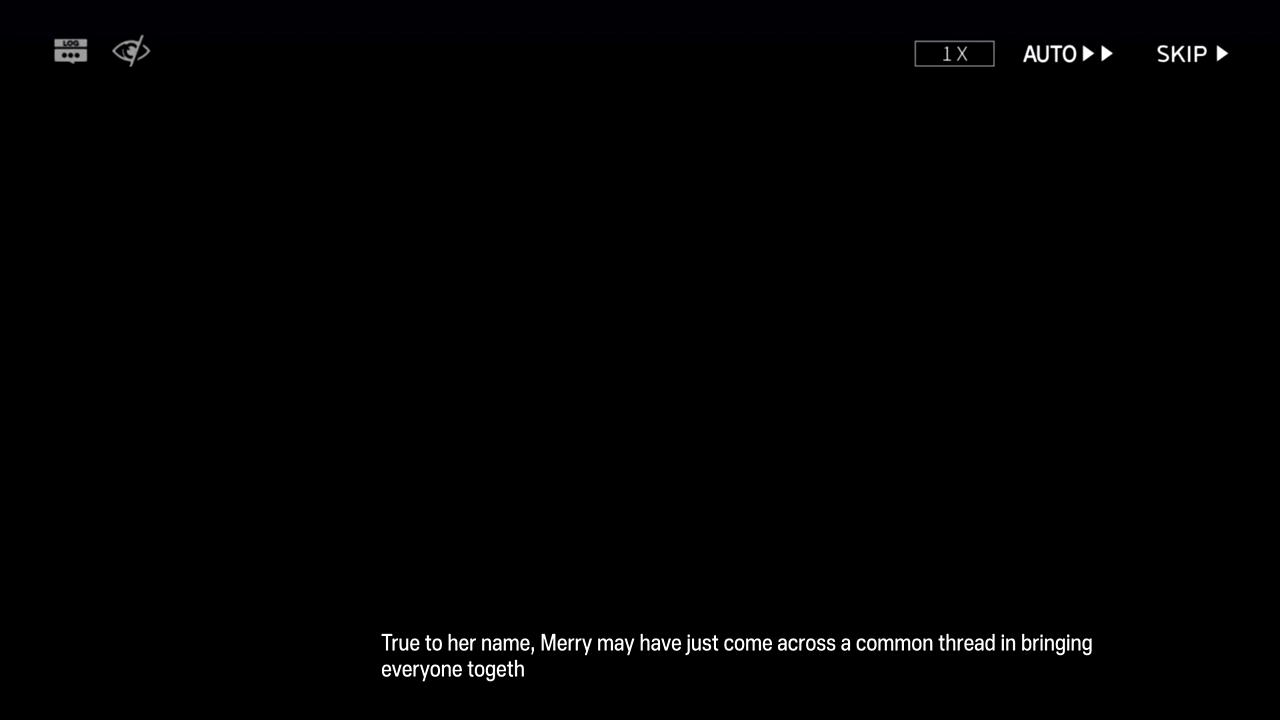 LOG
1 X
AUTO
SKIP
True to her name, Merry may have just come across a common thread in bringing
everyone togeth